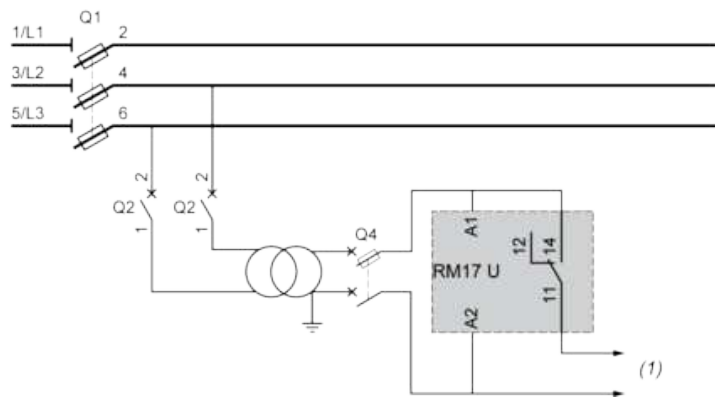 Q1
1/L1 2
3/L2 4
5/L3 6
2 2
Q2 Q2
1 1
Q4
A1
12 14
RM17 U
11
A2
(1)